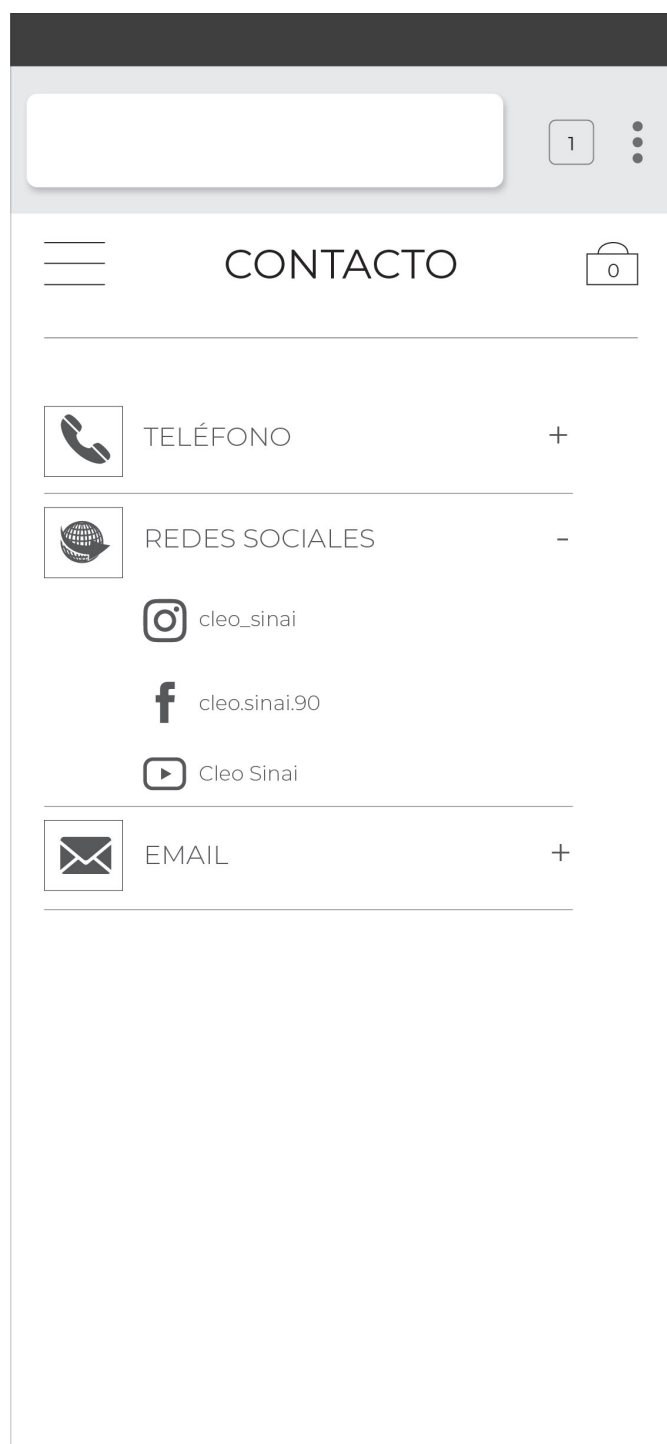 1
CONTACTO
0
TELÉFONO +
REDES SOCIALES -
cleo_sinai
cleo.sinai.90
Cleo Sinai
EMAIL +